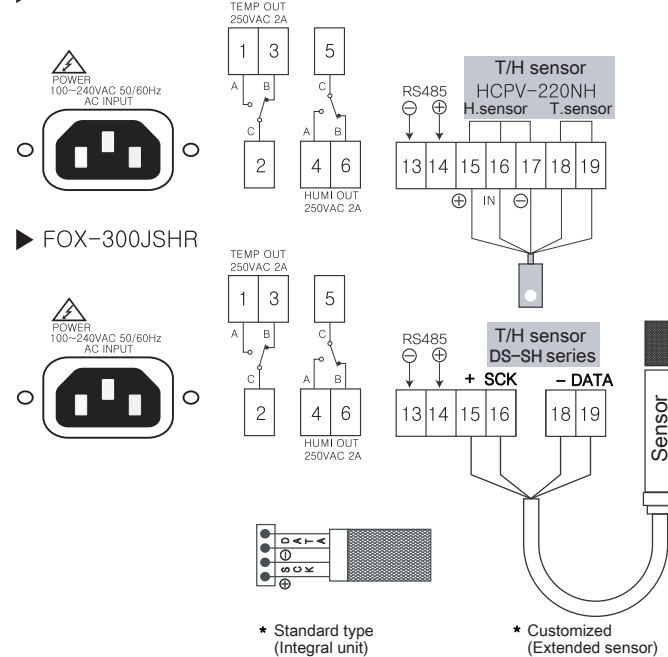 TEMP OUT
250VAC 2A
1 3 5
A B C
POWER
100~240VAC 50/60Hz
AC INPUT
C A B
2 4 6
HUMI OUT
250VAC 2A
T/H sensor
HCPV-220NH
H.sensor T.sensor
RS485
⊖ ⊕
13 14 15 16 17 18 19
⊕ IN ⊖
▶ FOX-300JSHR
TEMP OUT
250VAC 2A
1 3 5
A B C
POWER
100~240VAC 50/60Hz
AC INPUT
C A B
2 4 6
HUMI OUT
250VAC 2A
T/H sensor
DS-SH series
RS485
⊖ ⊕
+ SCK - DATA
13 14 15 16 18 19
Sensor
DATA
⊖
SCK
⊕
* Standard type
(Integral unit)
* Customized
(Extended sensor)